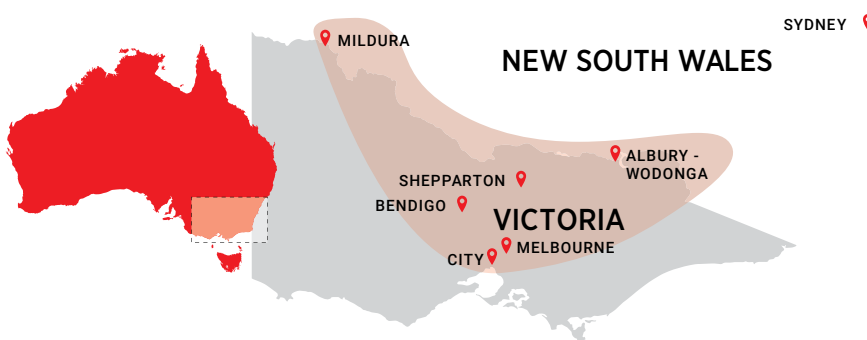 SYDNEY
MILDURA
NEW SOUTH WALES
ALBURY -
WODONGA
SHEPPARTON
BENDIGO
VICTORIA
MELBOURNE
CITY